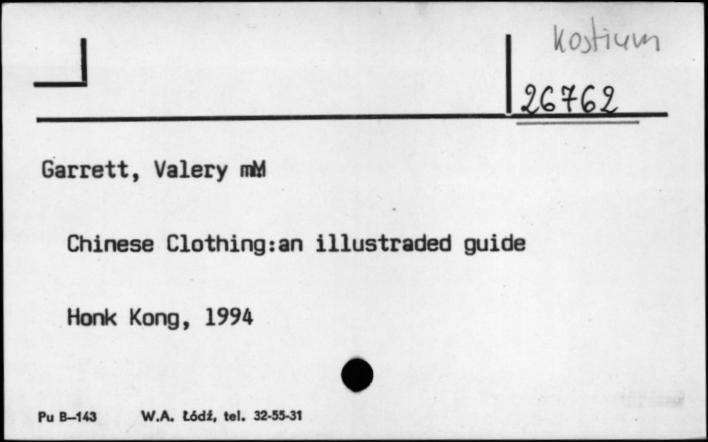 Kostium
26762
Garrett, Valery mM
Chinese Clothing:an illustraded guide
Honk Kong, 1994
Pu B-143 W.A. Łódź, tel. 32-55-31